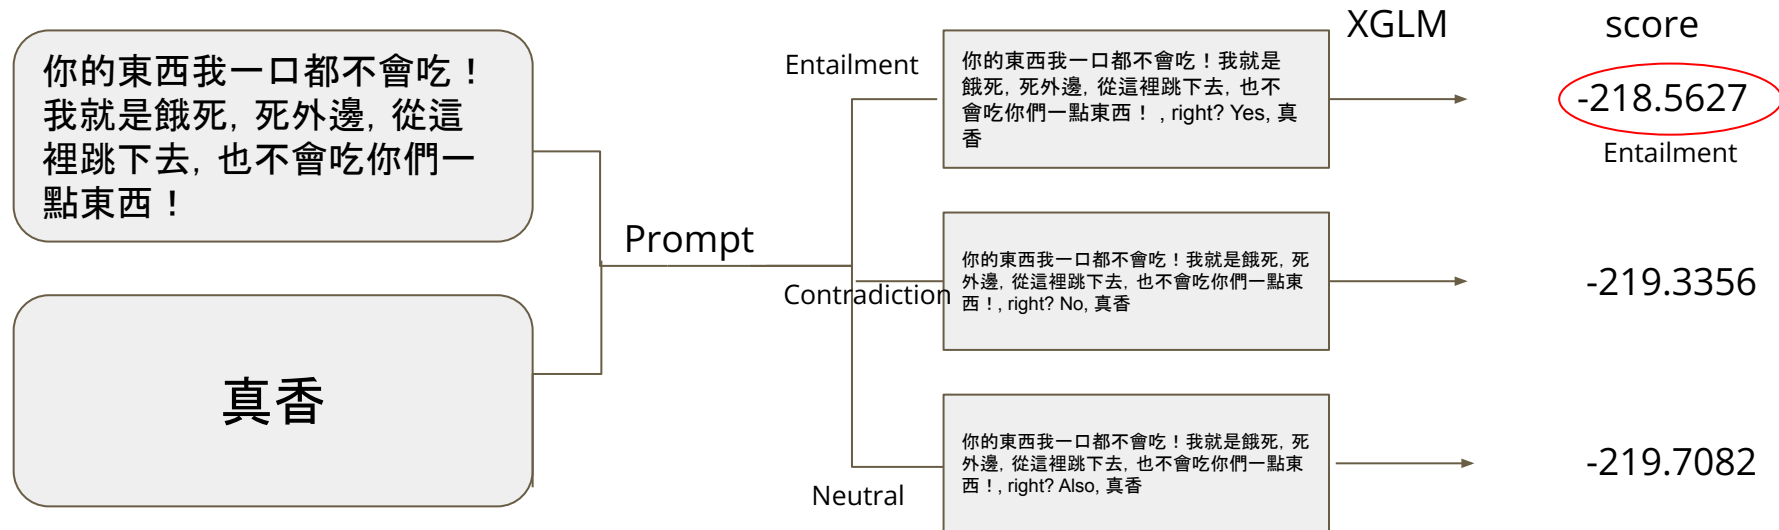 你的東西我一口都不會吃！
我就是餓死, 死外邊, 從這
裡跳下去, 也不會吃你們一
點東西！
真香
Prompt
Entailment
你的東西我一口都不會吃！我就是
餓死, 死外邊, 從這裡跳下去, 也不
會吃你們一點東西！ , right? Yes, 真
香
Contradiction
你的東西我一口都不會吃！我就是餓死, 死
外邊, 從這裡跳下去, 也不會吃你們一點東
西！, right? No, 真香
Neutral
你的東西我一口都不會吃！我就是餓死, 死
外邊, 從這裡跳下去, 也不會吃你們一點東
西！, right? Also, 真香
XGLM
score
-218.5627
Entailment
-219.3356
-219.7082